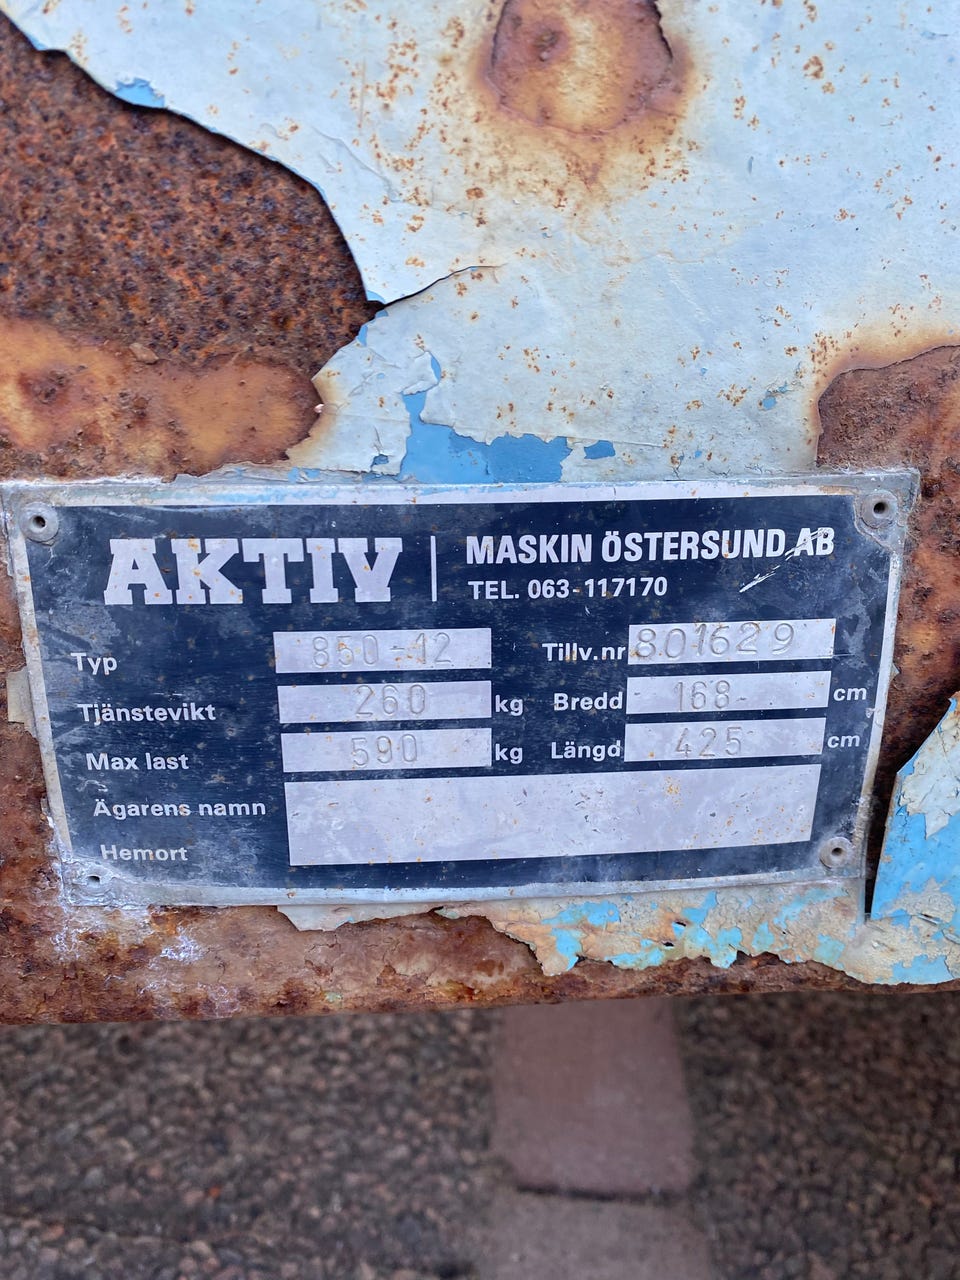 AKTIV
MASKIN ÖSTERSUND AB
TEL. 063-117170
Typ 850-12 Tillv.nr 801629
Tjänstevikt 260 kg Bredd 168 cm
Max last 590 kg Längd 425 cm
Ägarens namn
Hemort